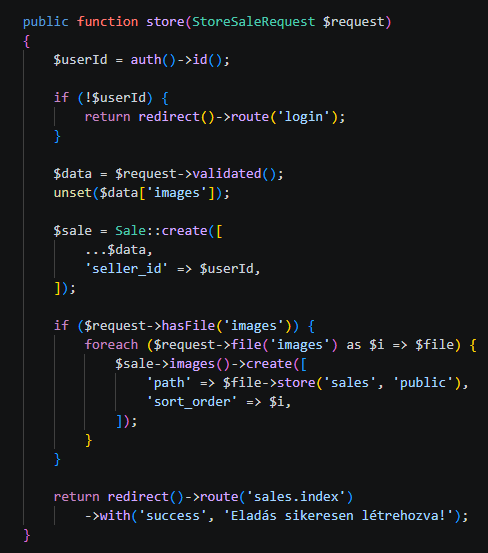 public function store(StoreSaleRequest $request)
{
    $userId = auth()->id();

    if (!$userId) {
        return redirect()->route('login');
    }

    $data = $request->validated();
    unset($data['images']);

    $sale = Sale::create([
        ...$data,
        'seller_id' => $userId,
    ]);

    if ($request->hasFile('images')) {
        foreach ($request->file('images') as $i => $file) {
            $sale->images()->create([
                'path' => $file->store('sales', 'public'),
                'sort_order' => $i,
            ]);
        }
    }

    return redirect()->route('sales.index')
        ->with('success', 'Eladás sikeresen létrehozva!');
}